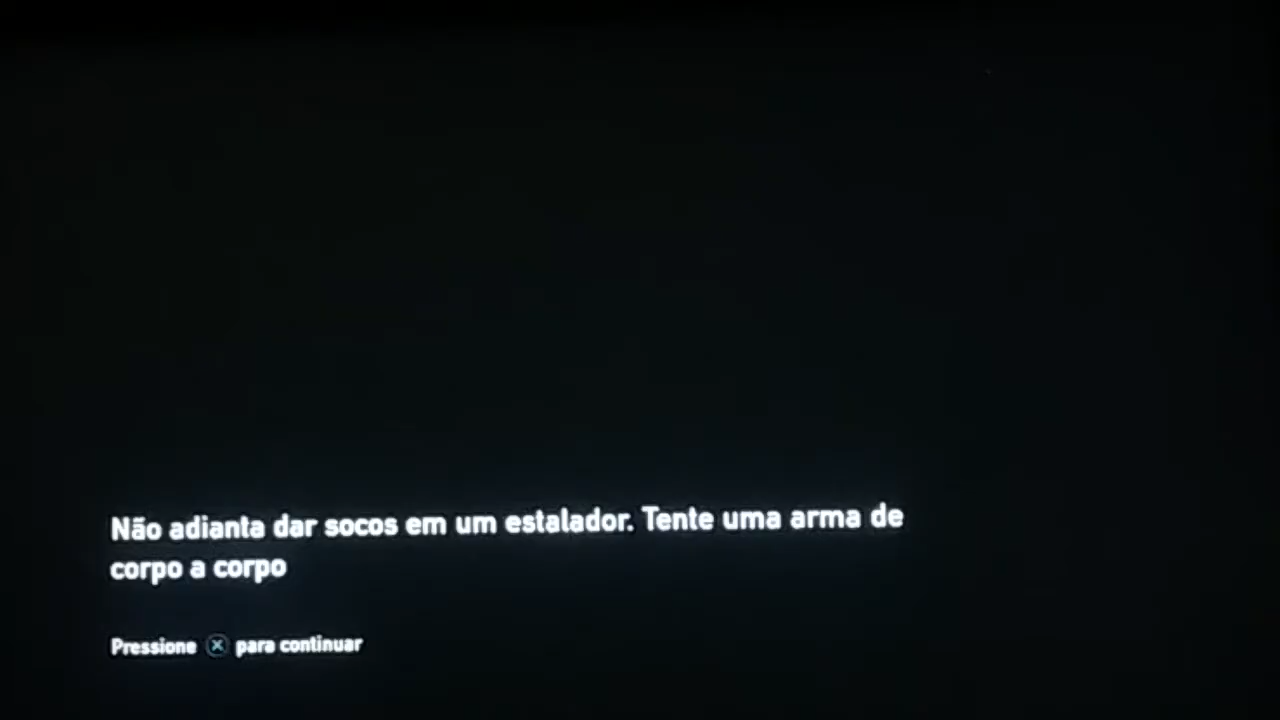 Não adianta dar socos em um estalador. Tente uma arma de
corpo a corpo
Pressione ⓧ para continuar